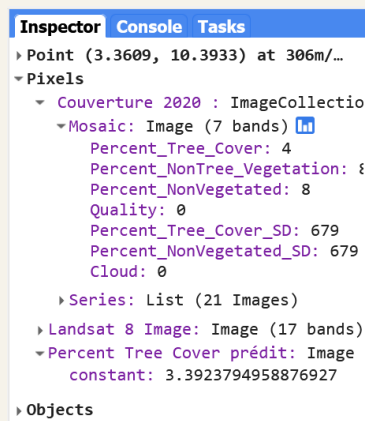 Inspector Console Tasks
Point (3.3609, 10.3933) at 306m/…
Pixels
Couverture 2020 : ImageCollectio
Mosaic: Image (7 bands)
Percent_Tree_Cover: 4
Percent_NonTree_Vegetation:
Percent_NonVegetated: 8
Quality: 0
Percent_Tree_Cover_SD: 679
Percent_NonVegetated_SD: 679
Cloud: 0
Series: List (21 Images)
Landsat 8 Image: Image (17 bands)
Percent Tree Cover prédit: Image
constant: 3.3923794958876927
Objects